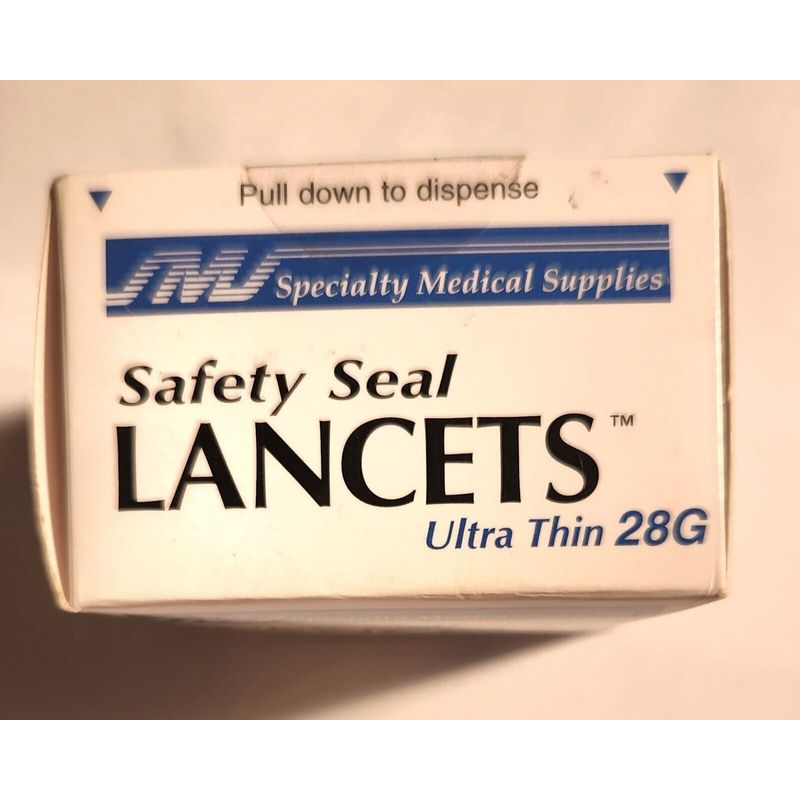 Pull down to dispense
SMS Specialty Medical Supplies
Safety Seal
LANCETS™
Ultra Thin 28G